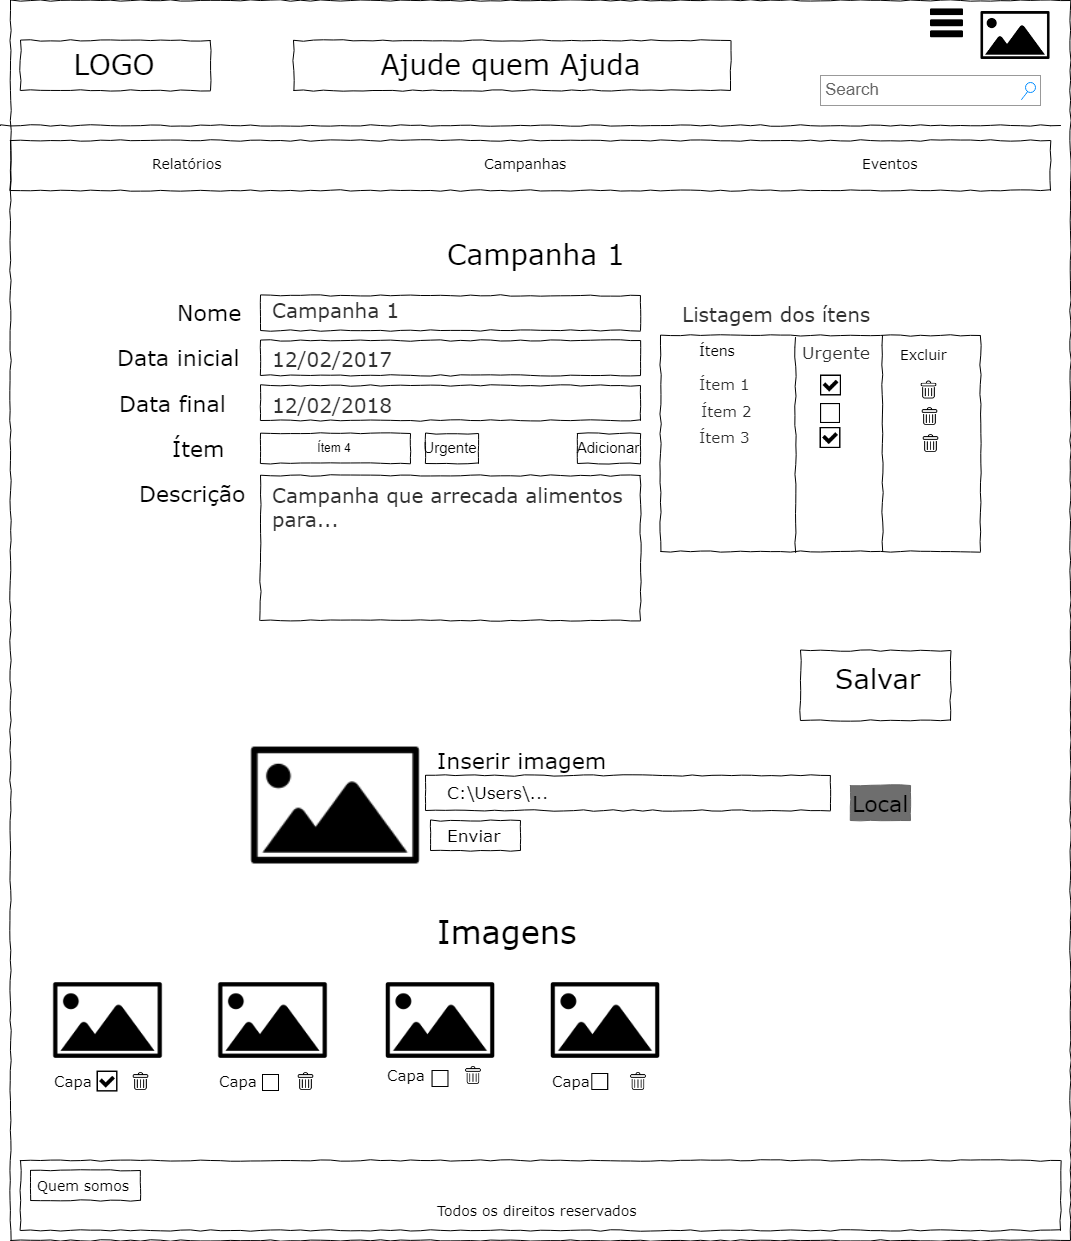 LOGO
Ajude quem Ajuda
Search
Relatórios
Campanhas
Eventos
Campanha 1
Nome
Campanha 1
Data inicial
12/02/2017
Data final
12/02/2018
Ítem
Ítem 4
Urgente
Adicionar
Descrição
Campanha que arrecada alimentos
para...
Listagem dos ítens
Ítens
Urgente
Excluir
Ítem 1
Ítem 2
Ítem 3
Salvar
Inserir imagem
C:\Users\...
Local
Enviar
Imagens
Capa
Capa
Capa
Capa
Quem somos
Todos os direitos reservados